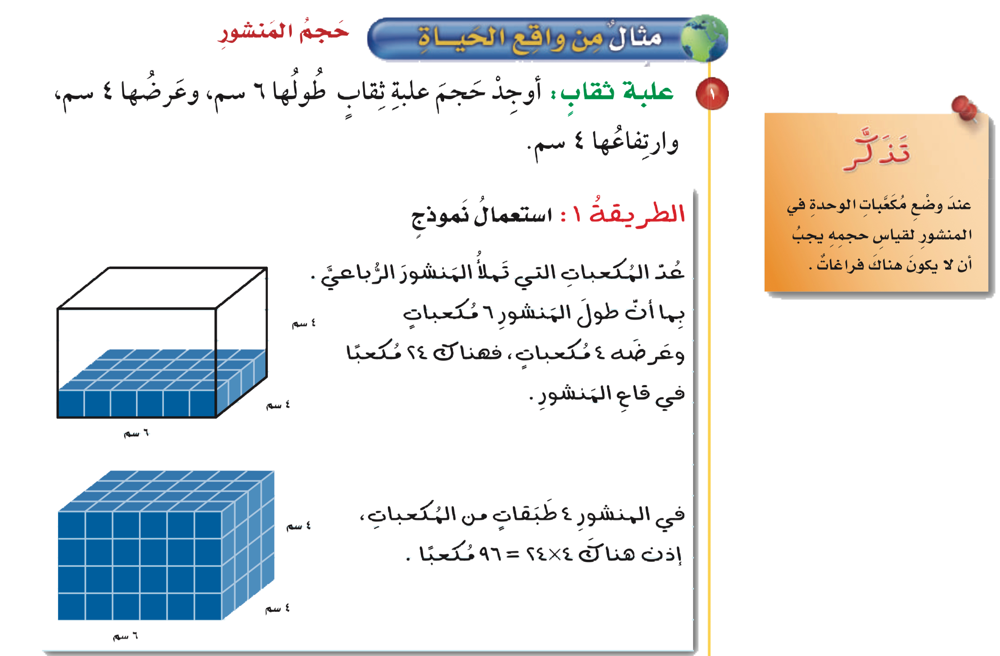 مثالٌ مِن واقِع الحَيــاةِ حَجمُ المَنشورِ
١ علبة ثقابٍ: أوجِدْ حَجمَ علبةِ ثِقابٍ طُولُها ٦ سم، وعَرضُها ٤ سم،
وارتِفاعُها ٤ سم.
تَذَكَّر
عندَ وضْعِ مُكَعَّباتِ الوحدةِ في
المنشورِ لقياسِ حجمِهِ يجبُ
أن لا يكونَ هناكَ فراغاتٌ .
الطريقةُ ١ : استعمالُ نَموذجٍ
عُدّ المُكعباتِ التي تَملأُ المَنشورَ الرُّباعيَّ .
بِما أنّ طولَ المَنشورِ ٦ مُكعباتٍ
وعَرضَه ٤ مُكعباتٍ، فهناك ٢٤ مُكعبًا
في قاعِ المَنشورِ .
٤ سم
٤ سم
٦ سم
في المنشورِ ٤ طَبَقاتٍ من المُكعباتِ،
إذن هناكَ ٤×٢٤ = ٩٦ مُكعبًا .
٤ سم
٤ سم
٦ سم